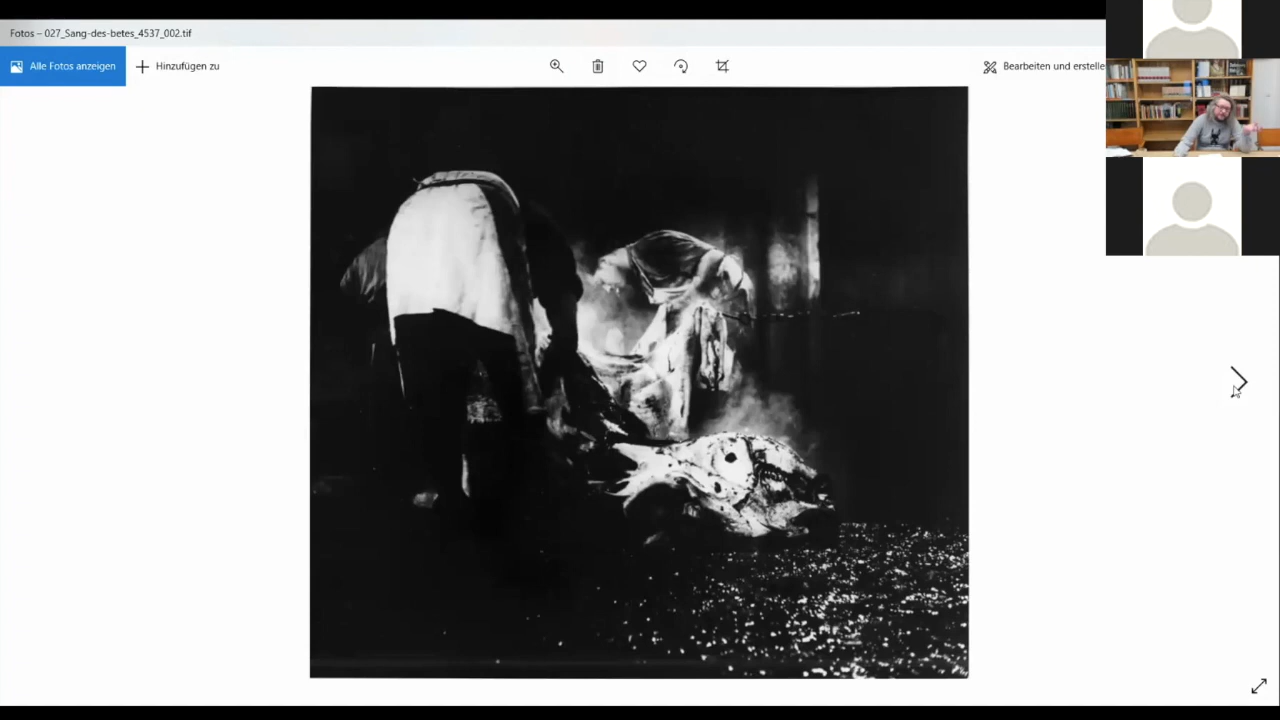 Fotos – 027_Sang-des-betes_4537_002.tif
Alle Fotos anzeigen
Hinzufügen zu
Bearbeiten und erstelle